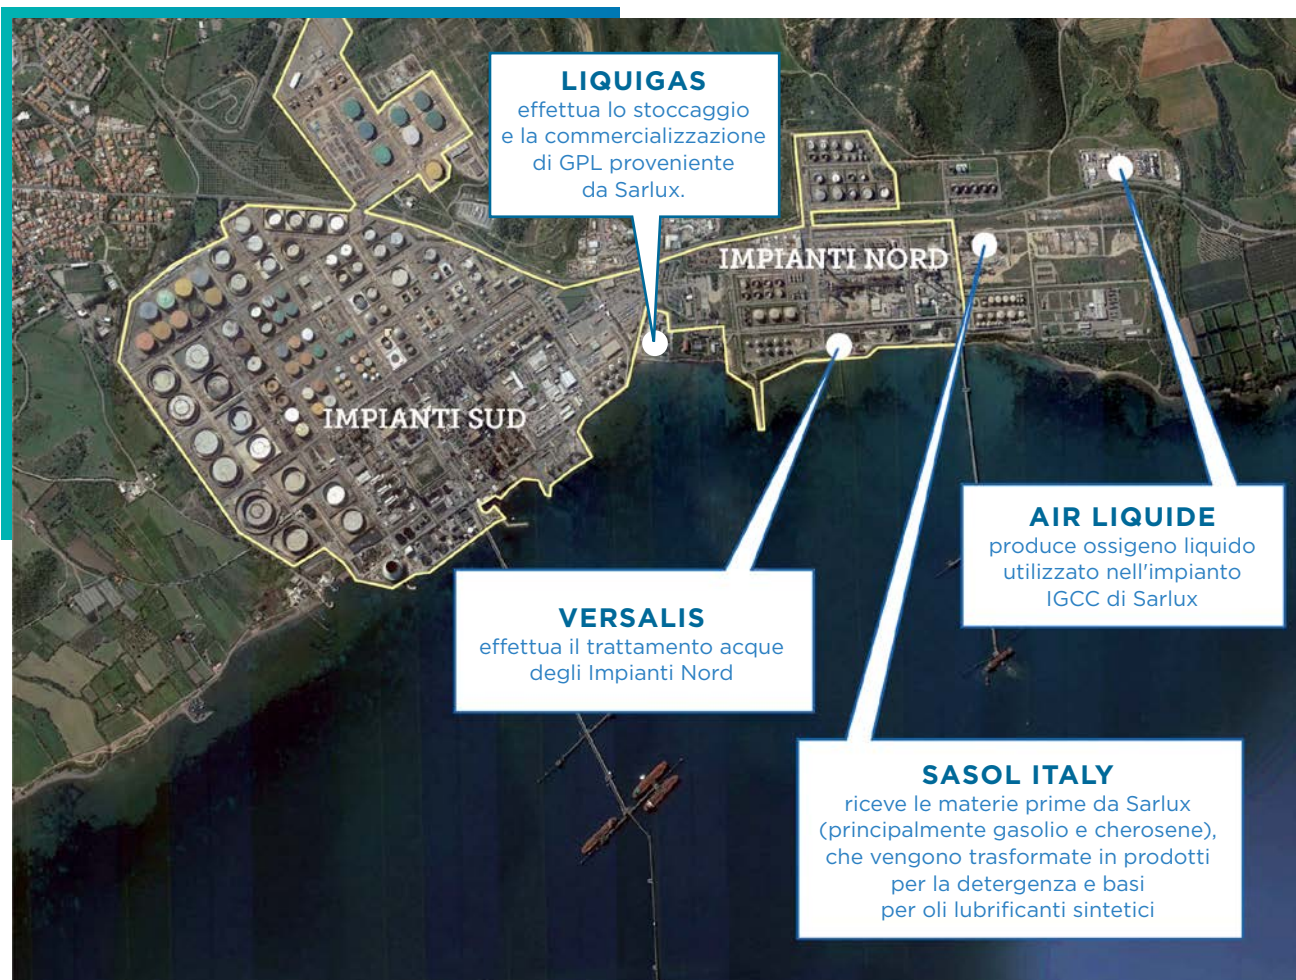 LIQUIGAS
effettua lo stoccaggio
e la commercializzazione
di GPL proveniente
da Sarlux.
IMPIANTI NORD
IMPIANTI SUD
AIR LIQUIDE
produce ossigeno liquido
utilizzato nell'impianto
IGCC di Sarlux
VERSALIS
effettua il trattamento acque
degli Impianti Nord
SASOL ITALY
riceve le materie prime da Sarlux
(principalmente gasolio e cherosene),
che vengono trasformate in prodotti
per la detergenza e basi
per oli lubrificanti sintetici